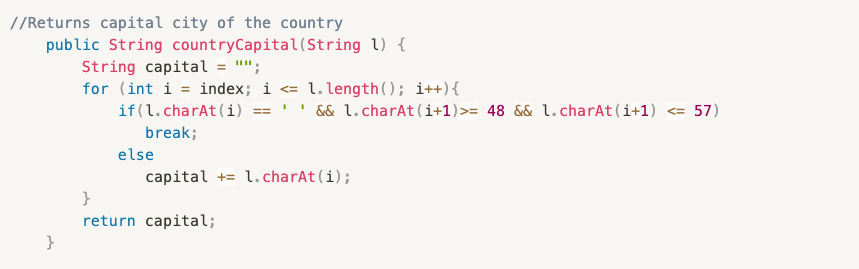 //Returns capital city of the country
public String countryCapital(String l) {
String capital = "";
for (int i = index; i <= l.length(); i++){
if(l.charAt(i) == ' ' && l.charAt(i+1)>= 48 && l.charAt(i+1) <= 57)
break;
else
capital += l.charAt(i);
}
return capital;
}